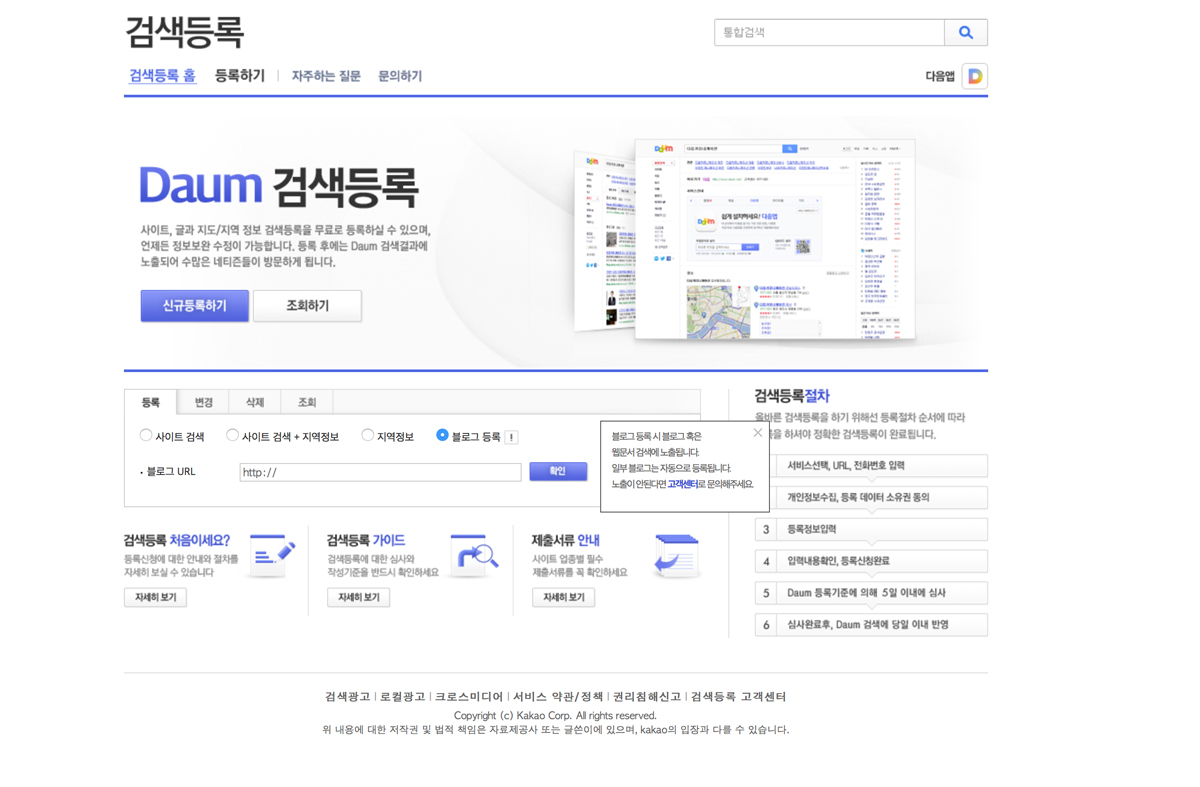 검색등록
통합검색
검색등록 홈 등록하기 | 자주하는 질문 문의하기
다음앱
Daum 검색등록
사이트, 글과 지도/지역 정보 검색등록을 무료로 등록하실 수 있으며,
언제든 정보보완 수정이 가능합니다. 등록 후에는 Daum 검색결과에
노출되어 수많은 네티즌들이 방문하게 됩니다.
신규등록하기 조회하기
Daum
쉽게 설치하세요! 다음앱
등록 변경 삭제 조회
사이트 검색 사이트 검색 + 지역정보 지역정보 블로그 등록 !
· 블로그 URL http:// 확인
블로그 등록 시 블로그 혹은
웹문서 검색에 노출됩니다.
일부 블로그는 자동으로 등록됩니다.
노출이 안된다면 고객센터로 문의해주세요.
검색등록 처음이세요?
등록신청에 대한 안내와 절차를
자세히 보실 수 있습니다
자세히 보기
검색등록 가이드
검색등록에 대한 심사와
작성기준을 반드시 확인하세요
자세히 보기
제출서류 안내
사이트 업종별 필수
제출서류를 꼭 확인하세요
자세히 보기
검색등록절차
올바른 검색등록을 하기 위해선 등록절차 순서에 따라
을 하셔야 정확한 검색등록이 완료됩니다.
서비스선택, URL, 전화번호 입력
개인정보수집, 등록 데이터 소유권 동의
3 등록정보입력
4 입력내용확인, 등록신청완료
5 Daum 등록기준에 의해 5일 이내에 심사
6 심사완료후, Daum 검색에 당일 이내 반영
검색광고 | 로컬광고 | 크로스미디어 | 서비스 약관/정책 | 권리침해신고 | 검색등록 고객센터
Copyright (c) Kakao Corp. All rights reserved.
위 내용에 대한 저작권 및 법적 책임은 자료제공사 또는 글쓴이에 있으며, kakao의 입장과 다를 수 있습니다.